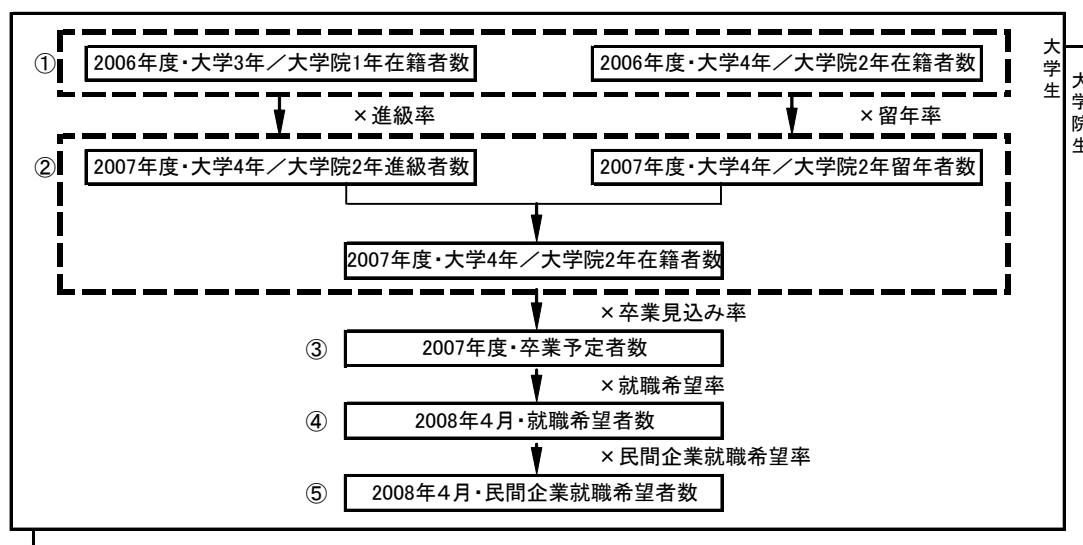 ①
2006年度・大学3年／大学院1年在籍者数
2006年度・大学4年／大学院2年在籍者数
大学生
大学院生
×進級率
×留年率
②
2007年度・大学4年／大学院2年進級者数
2007年度・大学4年／大学院2年留年者数
2007年度・大学4年／大学院2年在籍者数
×卒業見込み率
③
2007年度・卒業予定者数
×就職希望率
④
2008年４月・就職希望者数
×民間企業就職希望率
⑤
2008年４月・民間企業就職希望者数